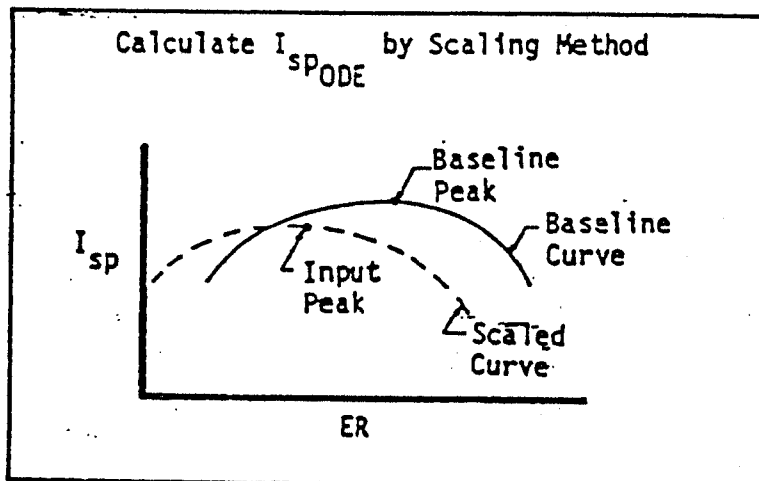 Calculate I_sp_ODE by Scaling Method
Baseline
Peak
Baseline
Curve
I_sp
Input
Peak
Scaled
Curve
ER